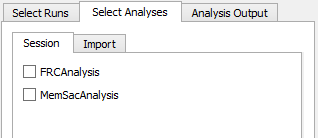 Select Runs Select Analyses Analysis Output
Session Import
FRCAnalysis
MemSacAnalysis